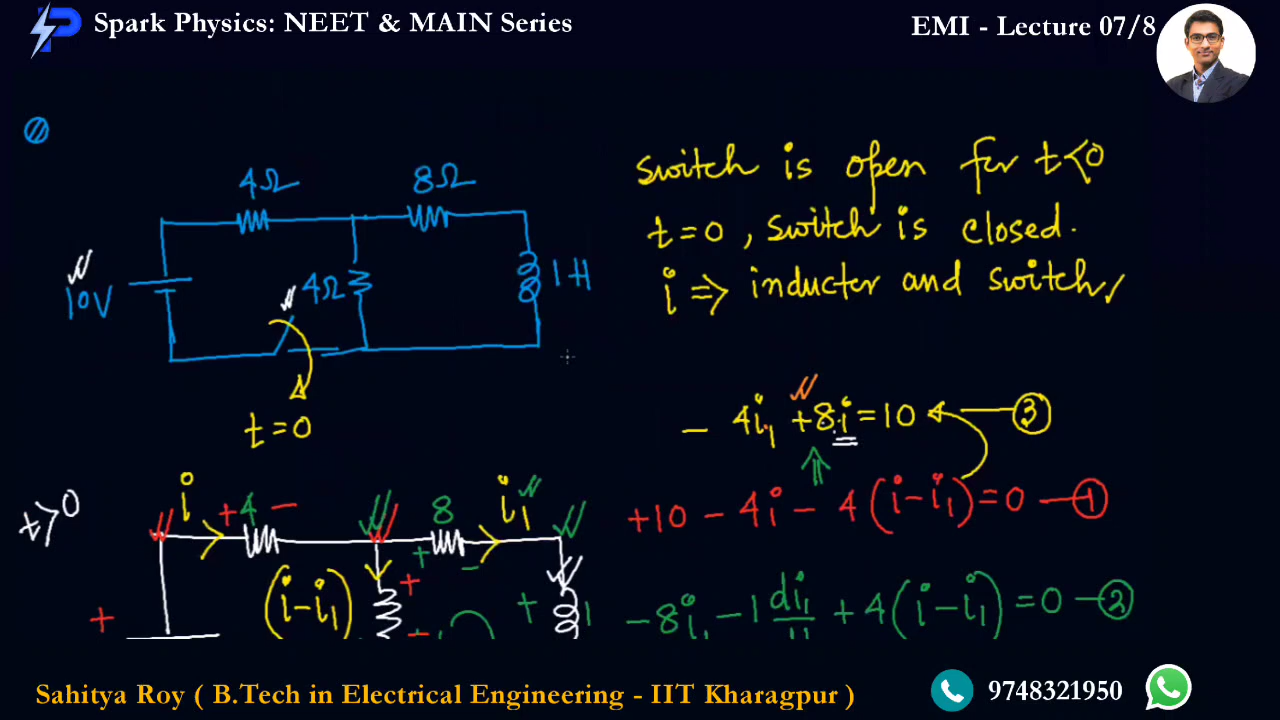 Spark Physics: NEET & MAIN Series
EMI - Lecture 07/8
4Ω
8Ω
10V
4Ω
1H
t=0
switch is open for t<0
t=0, switch is closed.
i ⇒ inductor and switch
- 4i₁ +8i = 10 ③
+10 - 4i - 4(i-i₁)=0 - ①
-8i₁ - 1 di₁/dt + 4(i-i₁) = 0 - ②
t>0
i
+ 4 -
8
i₁
+ -
(i-i₁)
+
+
+
+
1
Sahitya Roy ( B.Tech in Electrical Engineering - IIT Kharagpur )
9748321950